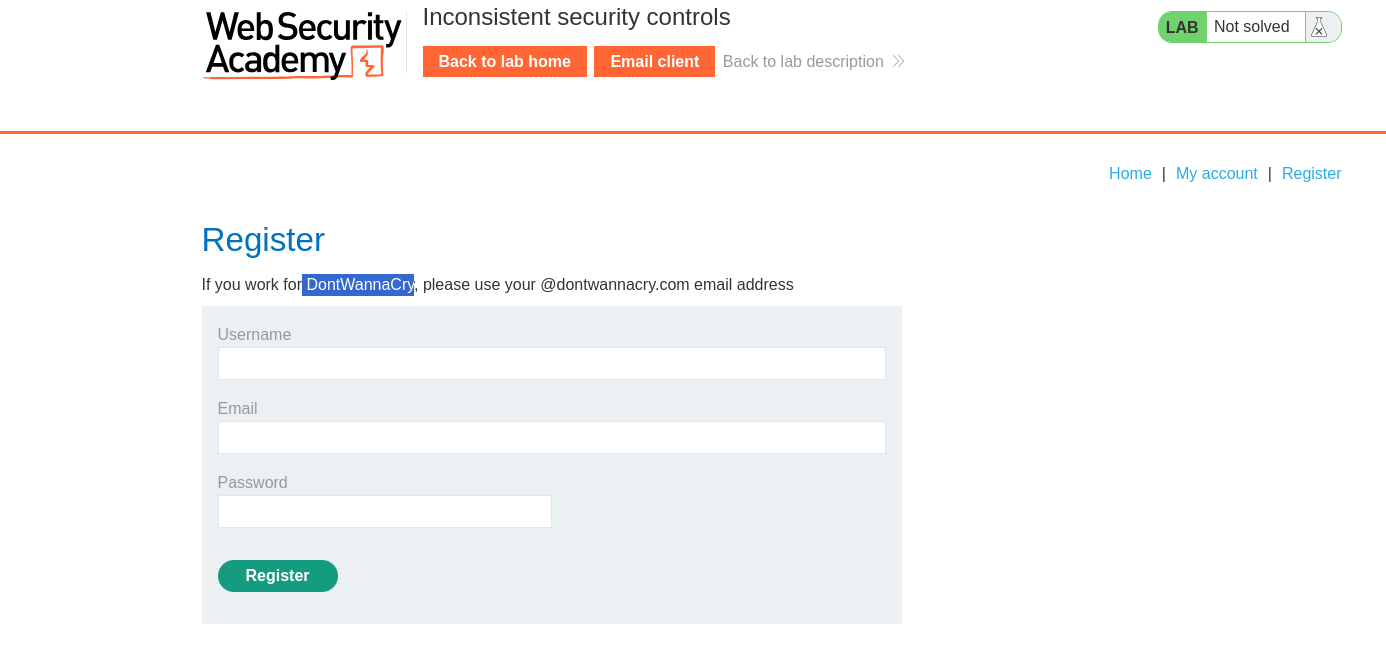 Web Security
Academy
Inconsistent security controls
LAB Not solved
Back to lab home Email client Back to lab description
Home | My account | Register
Register
If you work for DontWannaCry, please use your @dontwannacry.com email address
Username
Email
Password
Register